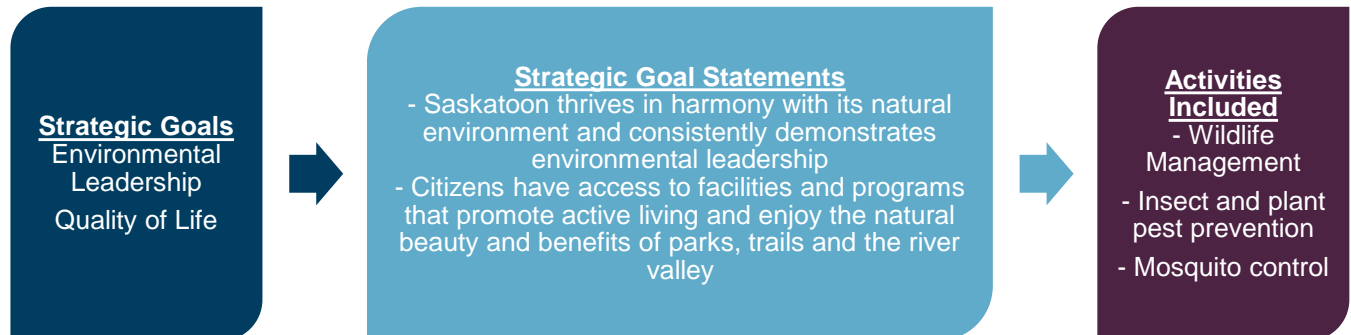 Strategic Goals
Environmental
Leadership
Quality of Life
Strategic Goal Statements
- Saskatoon thrives in harmony with its natural
environment and consistently demonstrates
environmental leadership
- Citizens have access to facilities and programs
that promote active living and enjoy the natural
beauty and benefits of parks, trails and the river
valley
Activities
Included
- Wildlife
Management
- Insect and plant
pest prevention
- Mosquito control